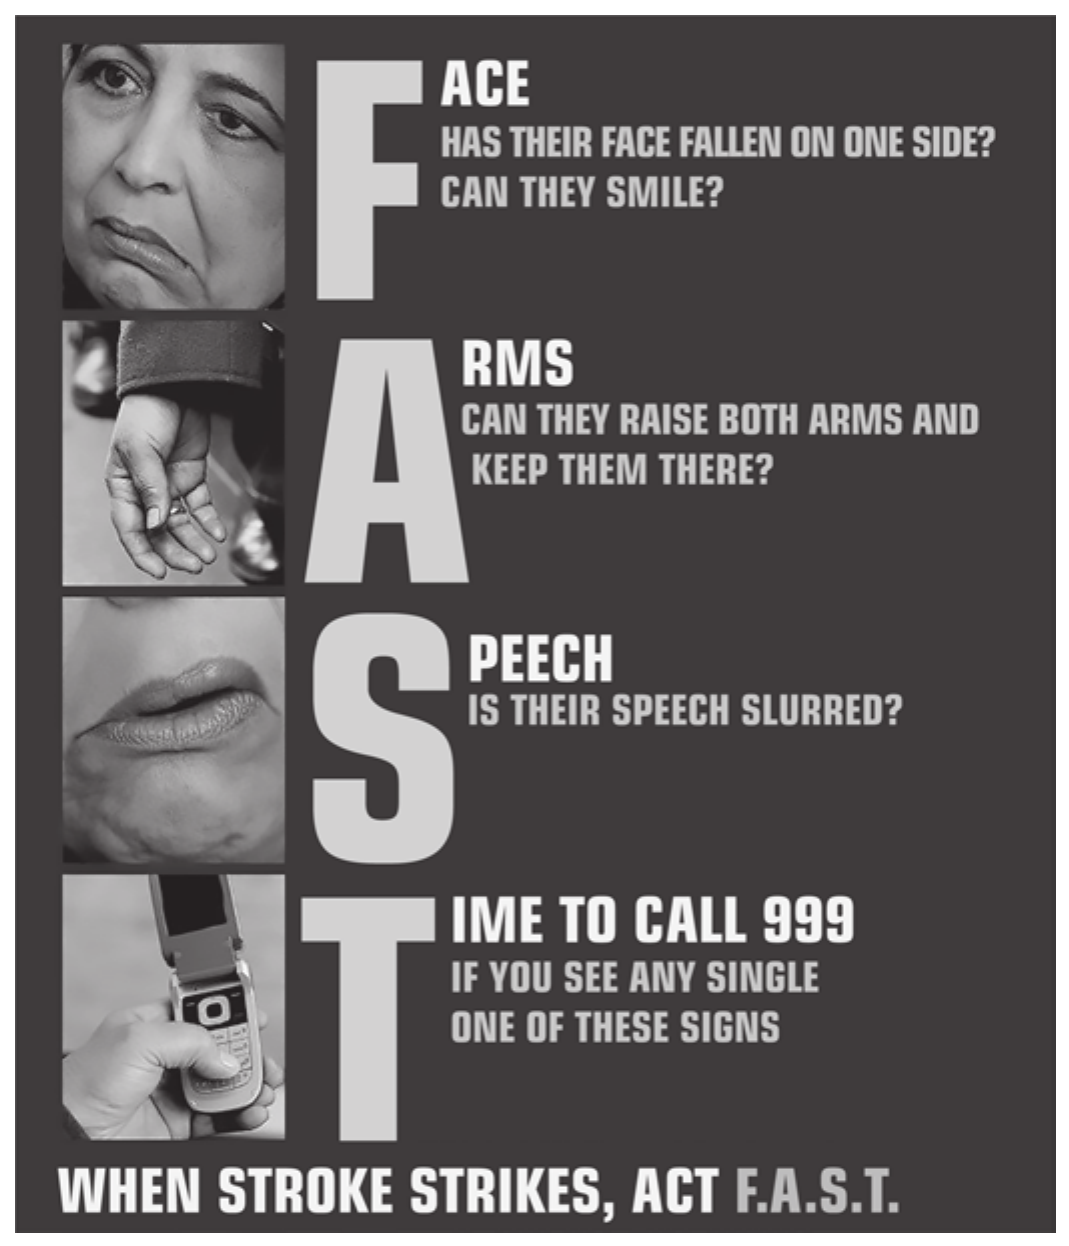 FACE
HAS THEIR FACE FALLEN ON ONE SIDE?
CAN THEY SMILE?
ARMS
CAN THEY RAISE BOTH ARMS AND
KEEP THEM THERE?
SPEECH
IS THEIR SPEECH SLURRED?
TIME TO CALL 999
IF YOU SEE ANY SINGLE
ONE OF THESE SIGNS
WHEN STROKE STRIKES, ACT F.A.S.T.